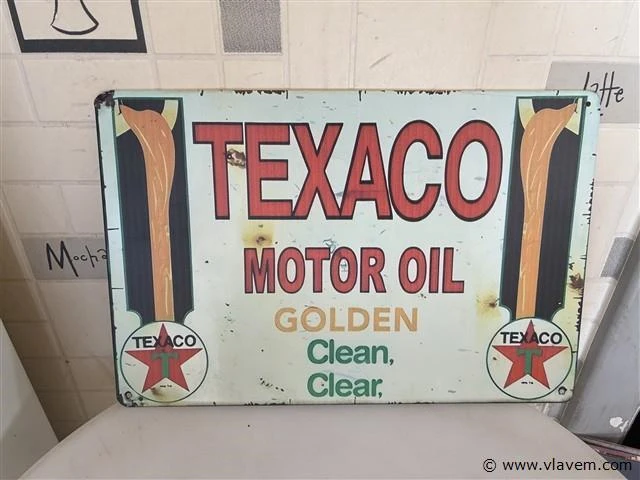 Latte
TEXACO
MOTOR OIL
GOLDEN
Clean,
Clear,
TEXACO
T
TEXACO
T
Mocha
© www.vlavem.com